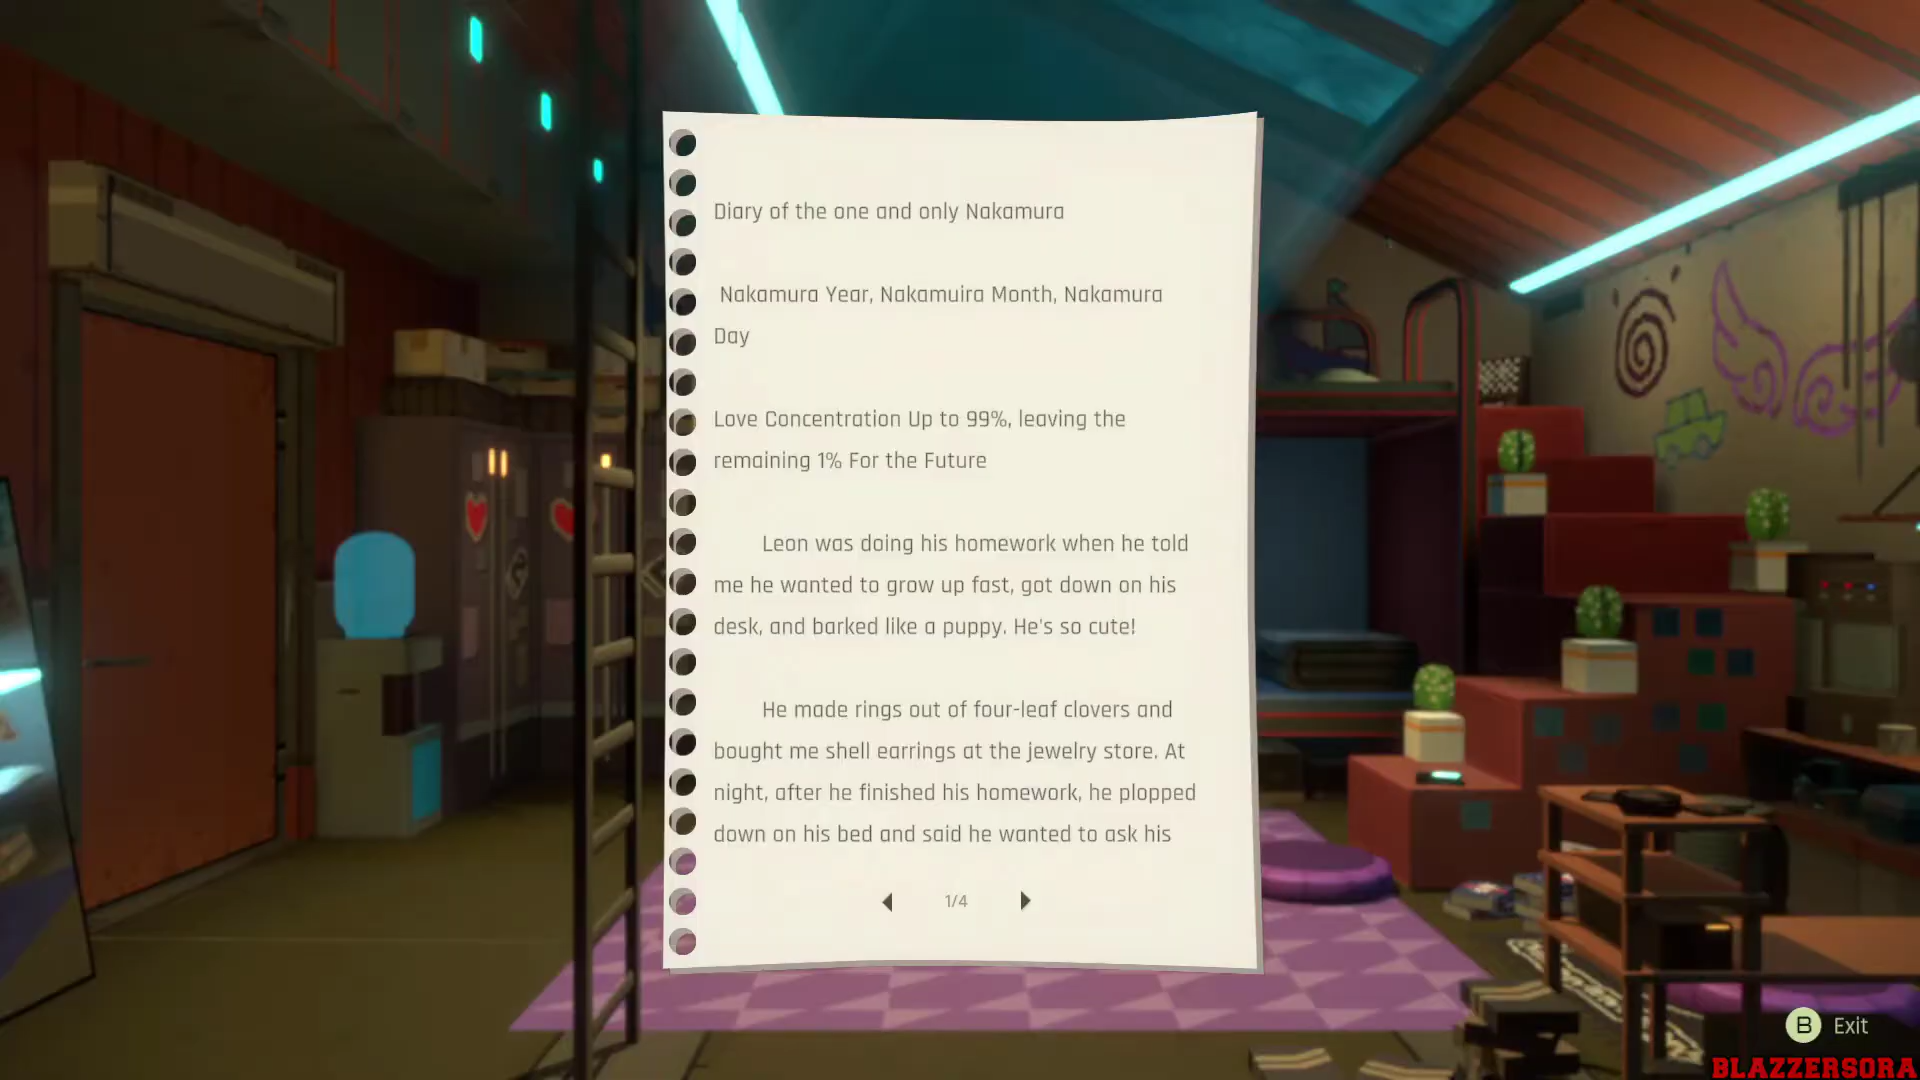 Diary of the one and only Nakamura
Nakamura Year, Nakamuira Month, Nakamura
Day
Love Concentration Up to 99%, leaving the
remaining 1% For the Future
Leon was doing his homework when he told
me he wanted to grow up fast, got down on his
desk, and barked like a puppy. He's so cute!
He made rings out of four-leaf clovers and
bought me shell earrings at the jewelry store. At
night, after he finished his homework, he plopped
down on his bed and said he wanted to ask his
1/4
B Exit
BLAZZERSORA